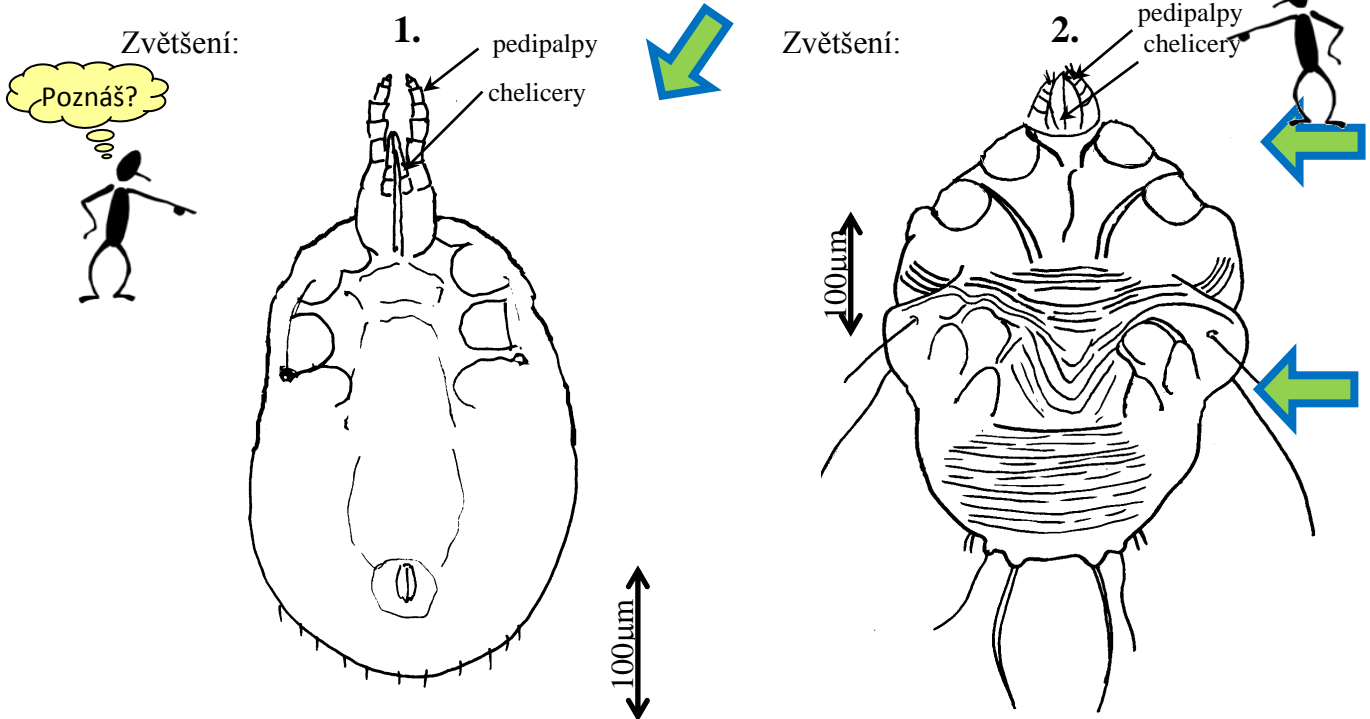 Zvětšení:
1.
pedipalpy
chelicery
Poznáš?
100µm
Zvětšení:
2.
pedipalpy
chelicery
100µm